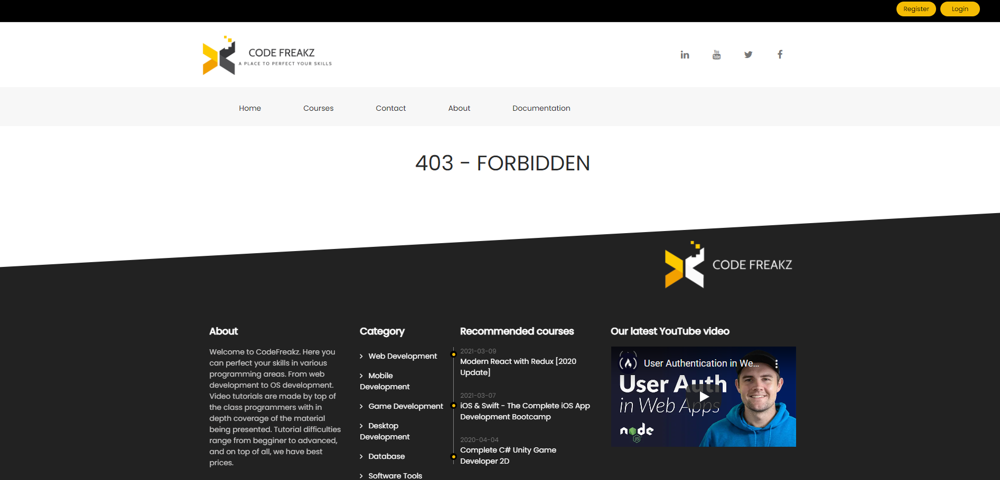 Register
Login
CODE FREAKZ
A PLACE TO PERFECT YOUR SKILLS
in
You
Tube
f
Home
Courses
Contact
About
Documentation
403 - FORBIDDEN
CODE FREAKZ
About
Welcome to CodeFreakz. Here you
can perfect your skills in various
programming areas. From web
development to OS development.
Video tutorials are made by top of
the class programmers with in
depth coverage of the material
being presented. Tutorial difficulties
range from begginer to advanced,
and on top of all, we have best
prices.
Category
Web Development
Mobile
Development
Game Development
Desktop
Development
Database
Software Tools
Recommended courses
2021-03-09
Modern React with Redux [2020
Update]
2021-03-07
iOS & Swift - The Complete iOS App
Development Bootcamp
2020-04-04
Complete C# Unity Game
Developer 2D
Our latest YouTube video
User Authentication in We...
User Auth
in Web Apps
node
JS